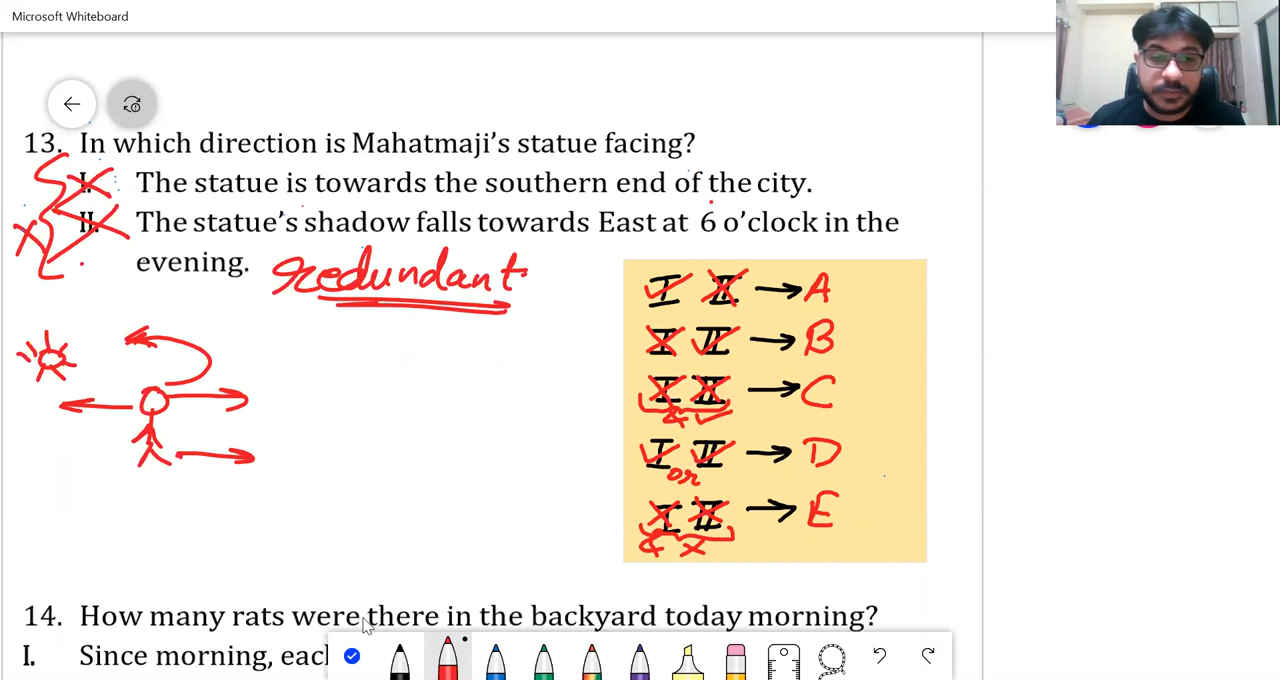 Microsoft Whiteboard
13. In which direction is Mahatmaji's statue facing?
I. The statue is towards the southern end of the city.
II. The statue's shadow falls towards East at 6 o'clock in the
evening. redundant
I II → A
I II → B
I II → C
&
I II → D
or
I II → E
&
14. How many rats were there in the backyard today morning?
I. Since morning, eac